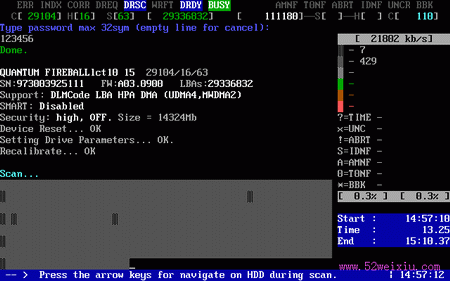 ERR INDX CORR DREQ DRSC WRFT DRDY BUSY AMNF TONF ABRT IDNF UNCR BBK
C[ 29104] H[16] S[63] [ 29336832] [ 111180]—S[ ]—H[ ] C[ 110]
Type password max 32sym (empty line for cancel):
123456
Done.
QUANTUM FIREBALLlct10 15 29104/16/63
SN:973003925111 FW:A03.0900 LBAs:29336832
Support: DLMCode LBA HPA DMA (UDMA4,MWDMA2)
SMART: Disabled
Security: high, OFF. Size = 14324Mb
Device Reset... OK
Setting Drive Parameters... OK.
Recalibrate... OK
Scan...
[ 21802 kb/s]
- 7
- 429
-
-
-
?=TIME -
×=UNC -
!=ABRT -
S=IDNF -
A=AMNF -
0=TONF -
*=BBK -
[ 0.3% ] [ 0.3% ]
Start : 14:57:10
Time : 13.25
End : 15:10.37
www.52weixiu.com
-- > Press the arrow keys for navigate on HDD during scan. | 14:57:12